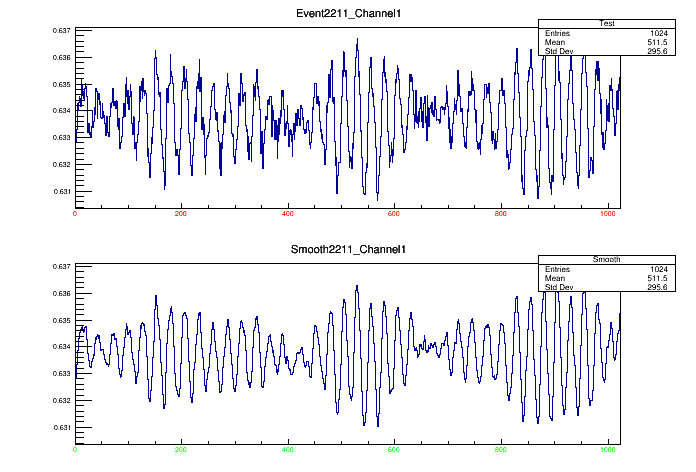 Event2211_Channel1
Test
Entries 1024
Mean 511.5
Std Dev 295.6
0.637
0.636
0.635
0.634
0.633
0.632
0.631
0 200 400 600 800 1000
Smooth2211_Channel1
Smooth
Entries 1024
Mean 511.5
Std Dev 295.6
0.637
0.636
0.635
0.634
0.633
0.632
0.631
0 200 400 600 800 1000